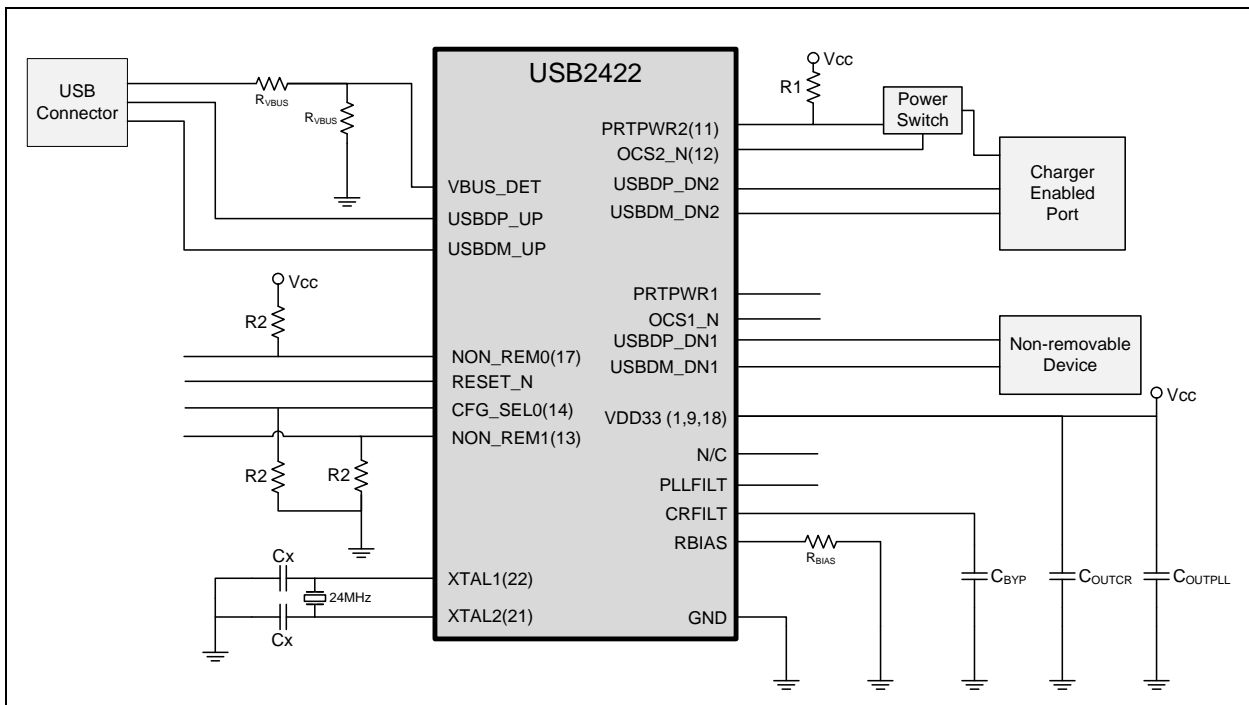 USB2422
USB
Connector
RVBUS
RVBUS
VBUS_DET
USBDP_UP
USBDM_UP
Vcc
R2
NON_REM0(17)
RESET_N
CFG_SEL0(14)
NON_REM1(13)
R2
R2
Cx
24MHz
Cx
XTAL1(22)
XTAL2(21)
Vcc
R1
Power
Switch
PRTPWR2(11)
OCS2_N(12)
USBDP_DN2
USBDM_DN2
Charger
Enabled
Port
PRTPWR1
OCS1_N
USBDP_DN1
USBDM_DN1
Non-removable
Device
Vcc
VDD33 (1,9,18)
N/C
PLLFILT
CRFILT
RBIAS
RBIAS
CBYP
COUTCR
COUTPLL
GND